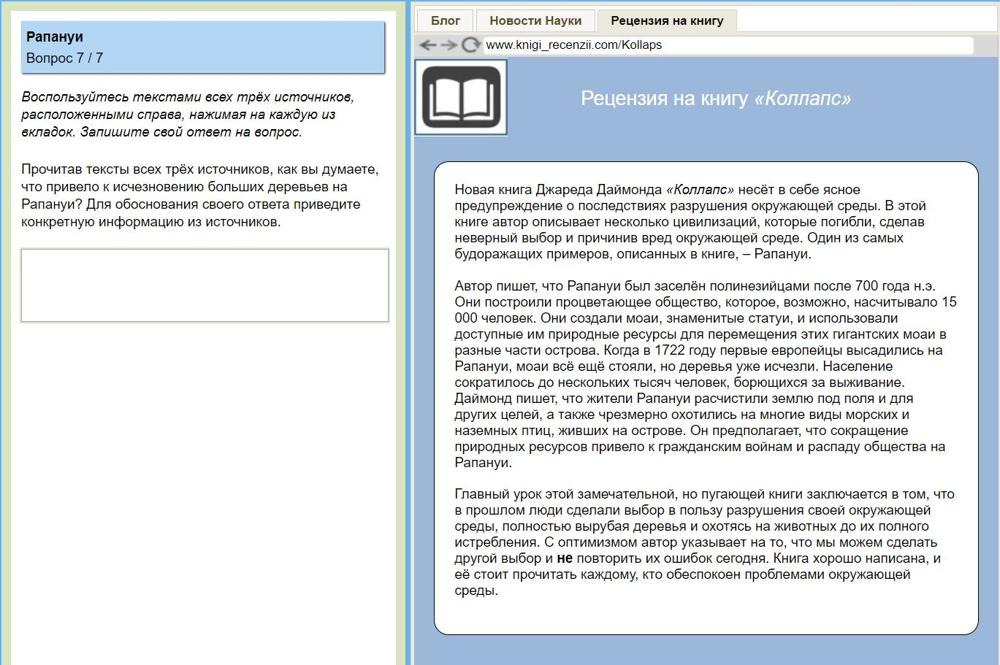 Рапануи
Вопрос 7 / 7
Воспользуйтесь текстами всех трёх источников,
расположенными справа, нажимая на каждую из
вкладок. Запишите свой ответ на вопрос.
Прочитав тексты всех трёх источников, как вы думаете,
что привело к исчезновению больших деревьев на
Рапануи? Для обоснования своего ответа приведите
конкретную информацию из источников.
Блог
Новости Науки
Рецензия на книгу
www.knigi_recenzii.com/Kollaps
Рецензия на книгу «Коллапс»
Новая книга Джареда Даймонда «Коллапс» несёт в себе ясное
предупреждение о последствиях разрушения окружающей среды. В этой
книге автор описывает несколько цивилизаций, которые погибли, сделав
неверный выбор и причинив вред окружающей среде. Один из самых
будоражащих примеров, описанных в книге, – Рапануи.
Автор пишет, что Рапануи был заселён полинезийцами после 700 года н.э.
Они построили процветающее общество, которое, возможно, насчитывало 15
000 человек. Они создали моаи, знаменитые статуи, и использовали
доступные им природные ресурсы для перемещения этих гигантских моаи в
разные части острова. Когда в 1722 году первые европейцы высадились на
Рапануи, моаи всё ещё стояли, но деревья уже исчезли. Население
сократилось до нескольких тысяч человек, борющихся за выживание.
Даймонд пишет, что жители Рапануи расчистили землю под поля и для
других целей, а также чрезмерно охотились на многие виды морских и
наземных птиц, живших на острове. Он предполагает, что сокращение
природных ресурсов привело к гражданским войнам и распаду общества на
Рапануи.
Главный урок этой замечательной, но пугающей книги заключается в том, что
в прошлом люди сделали выбор в пользу разрушения своей окружающей
среды, полностью вырубая деревья и охотясь на животных до их полного
истребления. С оптимизмом автор указывает на то, что мы можем сделать
другой выбор и не повторить их ошибок сегодня. Книга хорошо написана, и
её стоит прочитать каждому, кто обеспокоен проблемами окружающей
среды.